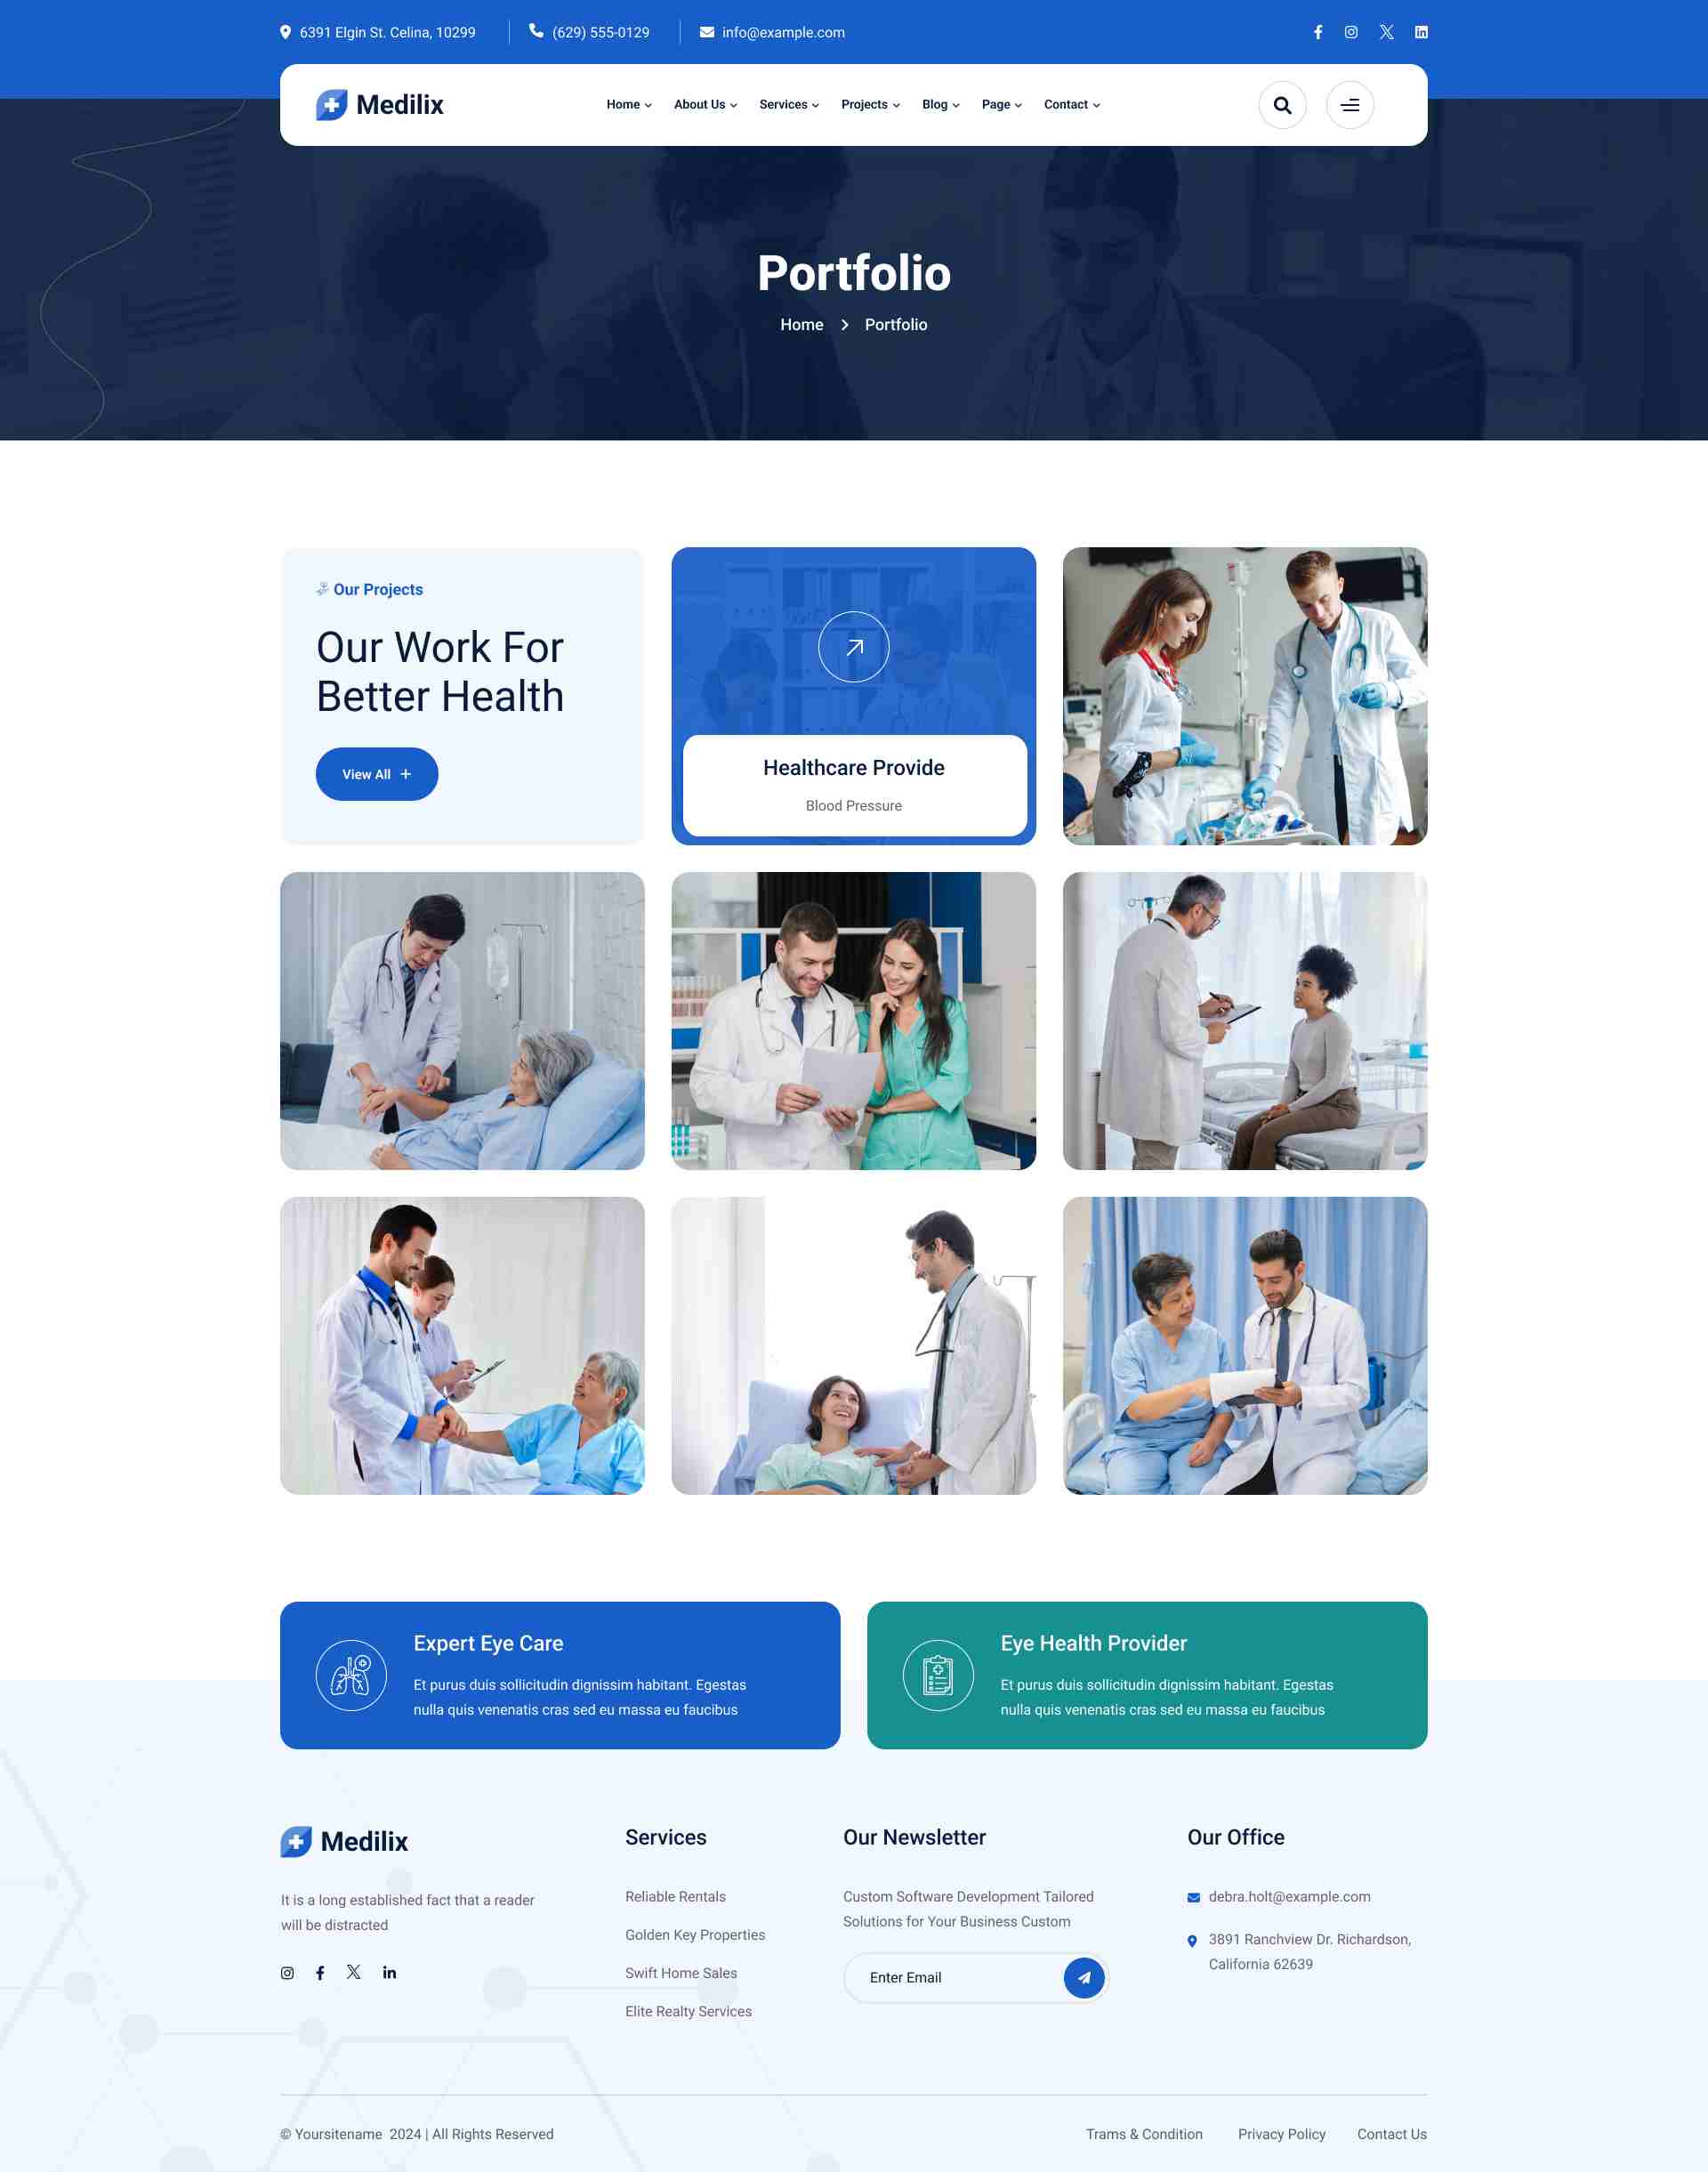 6391 Elgin St. Celina, 10299
(629) 555-0129
info@example.com
Medilix
Home
About Us
Services
Projects
Blog
Page
Contact
Portfolio
Home
Portfolio
Our Projects
Our Work For
Better Health
View All
Healthcare Provide
Blood Pressure
Expert Eye Care
Et purus duis sollicitudin dignissim habitant. Egestas
nulla quis venenatis cras sed eu massa eu faucibus
Eye Health Provider
Et purus duis sollicitudin dignissim habitant. Egestas
nulla quis venenatis cras sed eu massa eu faucibus
Medilix
It is a long established fact that a reader
will be distracted
Services
Reliable Rentals
Golden Key Properties
Swift Home Sales
Elite Realty Services
Our Newsletter
Custom Software Development Tailored
Solutions for Your Business Custom
Enter Email
Our Office
debra.holt@example.com
3891 Ranchview Dr. Richardson,
California 62639
© Yoursitename  2024 | All Rights Reserved
Trams & Condition
Privacy Policy
Contact Us